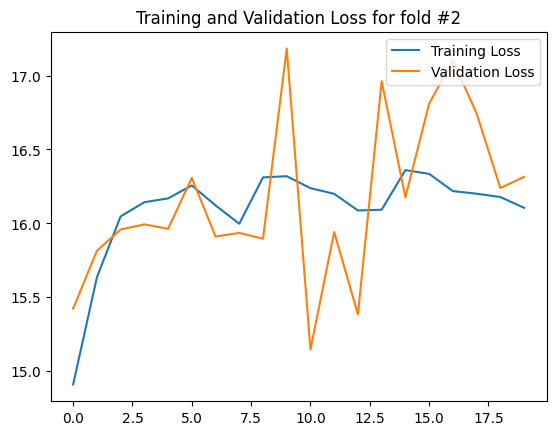 Training and Validation Loss for fold #2
Training Loss
Validation Loss
17.0
16.5
16.0
15.5
15.0
0.0 2.5 5.0 7.5 10.0 12.5 15.0 17.5